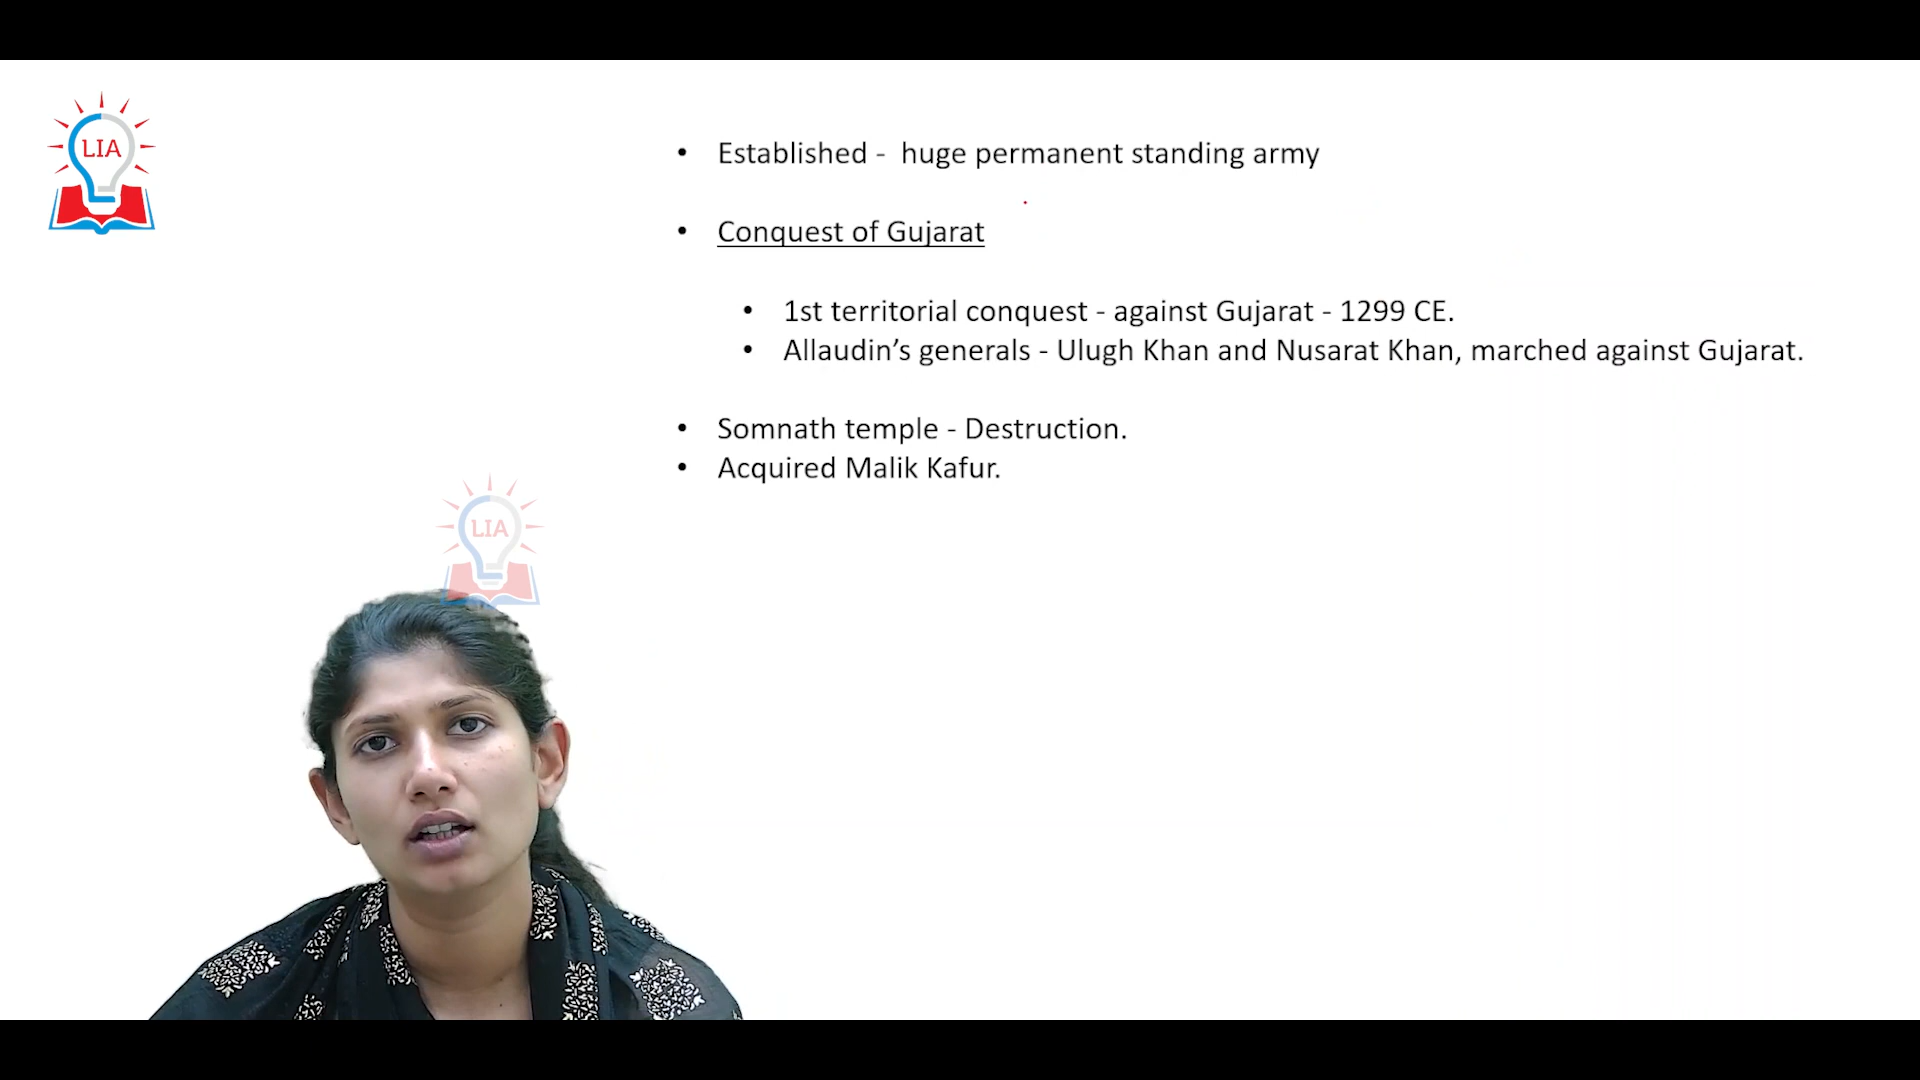 LIA
• Established -  huge permanent standing army
• Conquest of Gujarat
• 1st territorial conquest - against Gujarat - 1299 CE.
• Allaudin’s generals - Ulugh Khan and Nusarat Khan, marched against Gujarat.
• Somnath temple - Destruction.
• Acquired Malik Kafur.
LIA